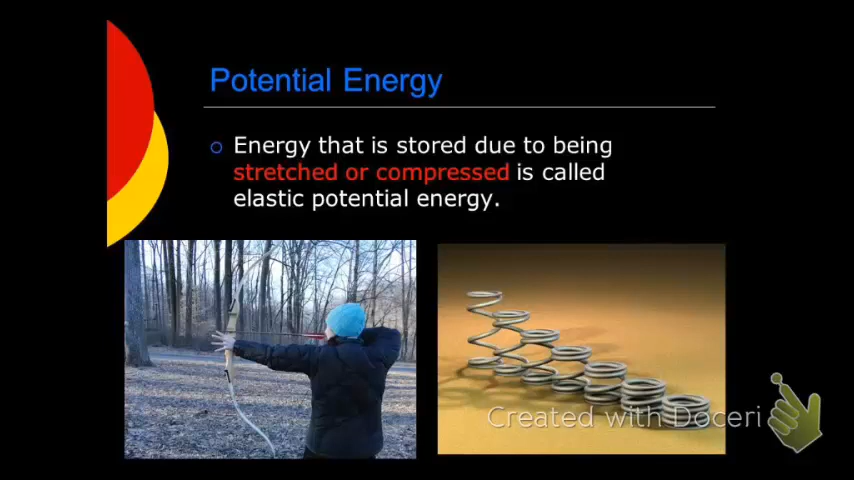 Potential Energy
Energy that is stored due to being
stretched or compressed is called
elastic potential energy.
Created with Doceri